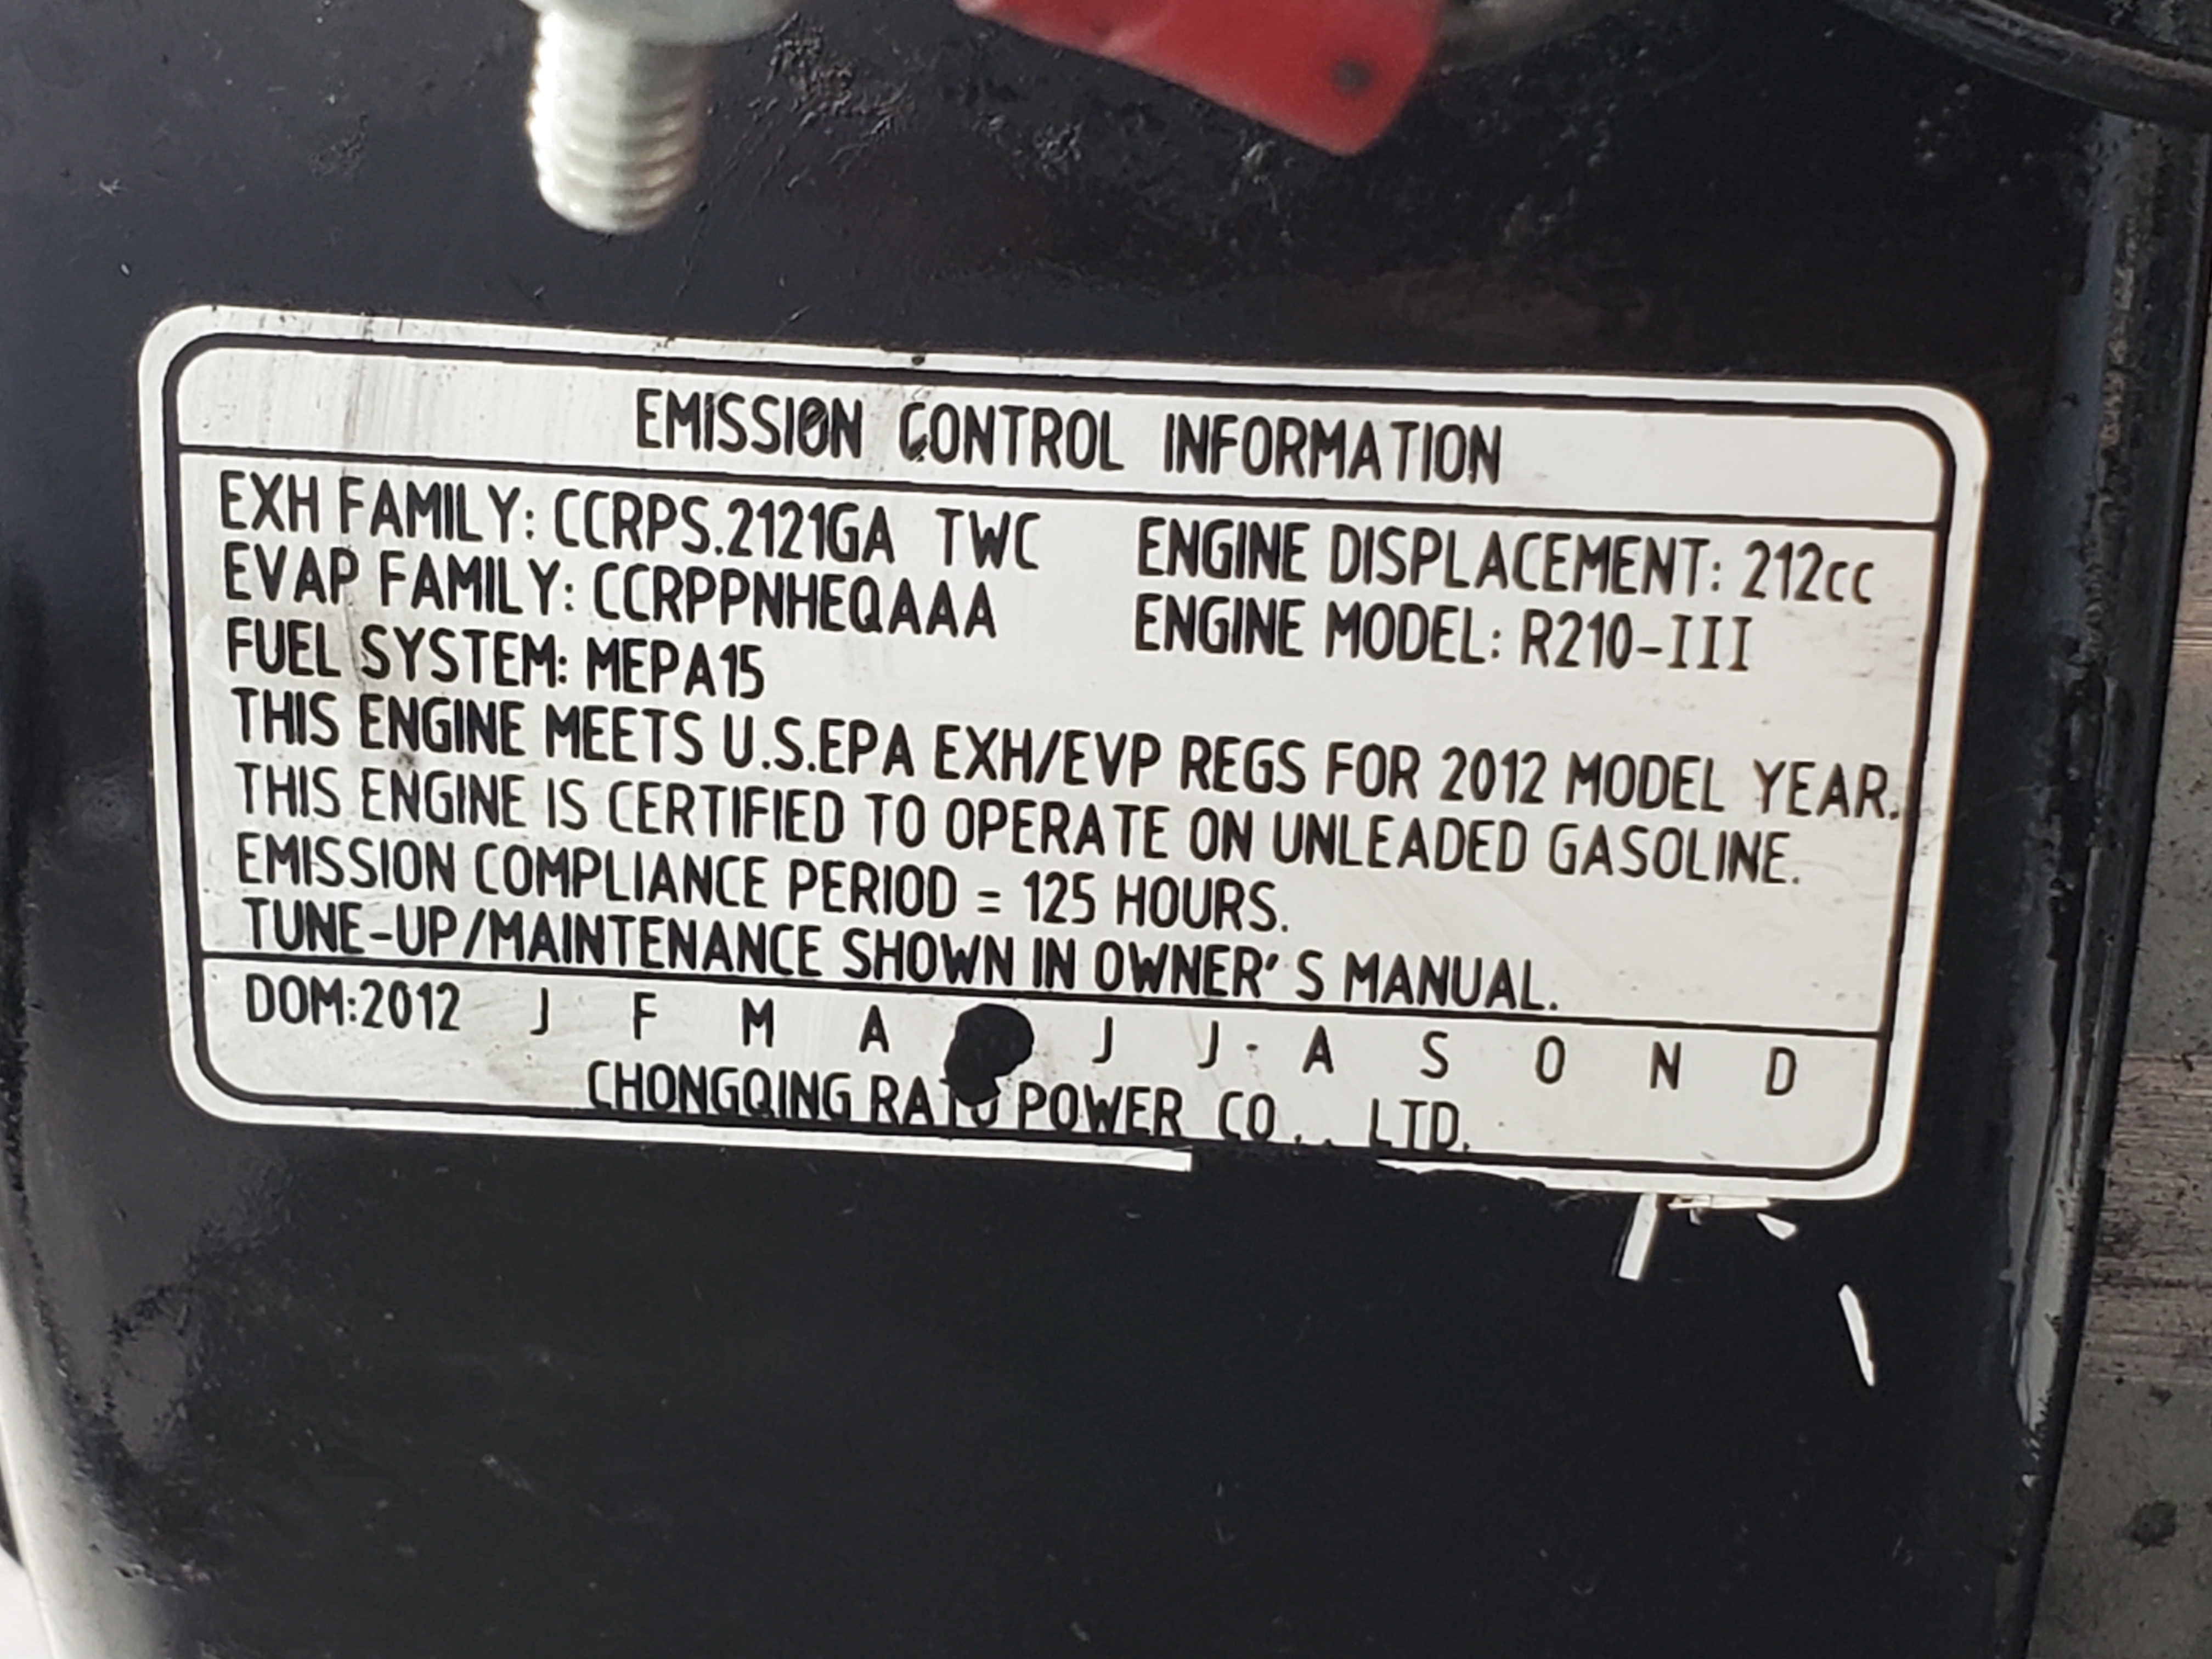 EMISSION CONTROL INFORMATION
EXH FAMILY: CCRPS.2121GA TWC ENGINE DISPLACEMENT: 212cc
EVAP FAMILY: CCRPPNHEQAAA ENGINE MODEL: R210-III
FUEL SYSTEM: MEPA15
THIS ENGINE MEETS U.S.EPA EXH/EVP REGS FOR 2012 MODEL YEAR.
THIS ENGINE IS CERTIFIED TO OPERATE ON UNLEADED GASOLINE.
EMISSION COMPLIANCE PERIOD = 125 HOURS.
TUNE-UP/MAINTENANCE SHOWN IN OWNER'S MANUAL.
DOM:2012 J F M A J J A S O N D
CHONGQING RATO POWER CO., LTD.